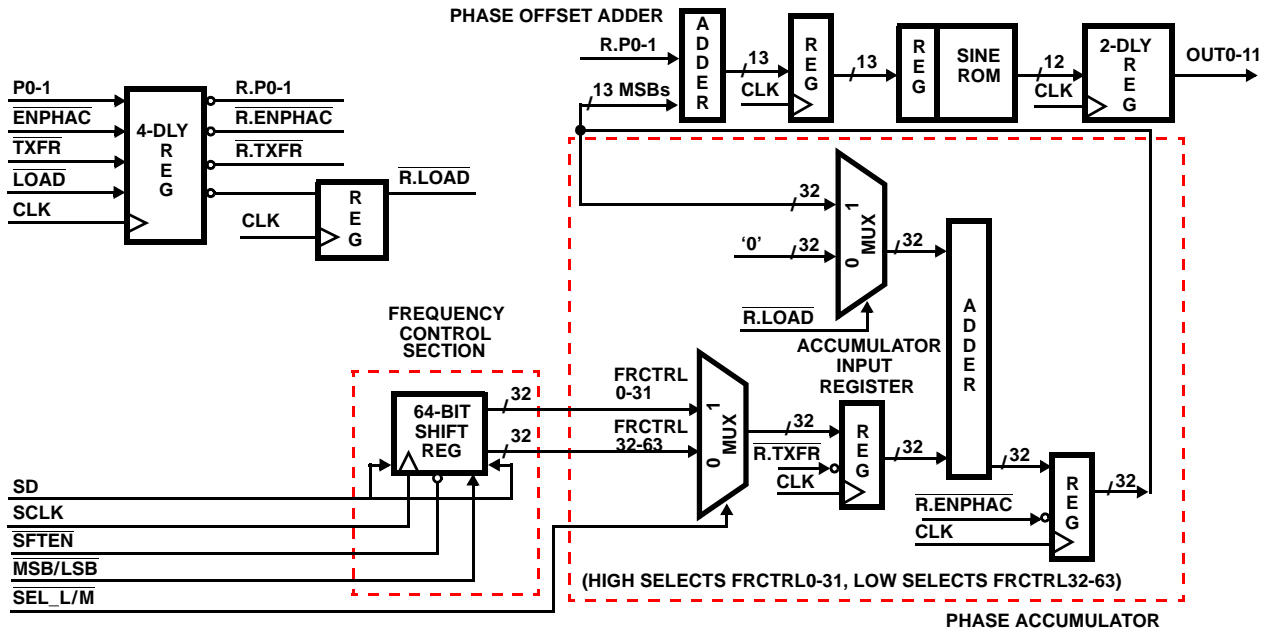 PHASE OFFSET ADDER
R.P0-1
13 MSBs
ADDER
13
CLK
REG
13
REG
SINE
ROM
12
CLK
2-DLY
REG
OUT0-11
P0-1
ENPHAC
TXFR
LOAD
CLK
4-DLY
REG
R.P0-1
R.ENPHAC
R.TXFR
CLK
REG
R.LOAD
32
'0'
32
1
0
MUX
32
R.LOAD
ADDER
FREQUENCY
CONTROL
SECTION
64-BIT
SHIFT
REG
32
32
FRCTRL
0-31
FRCTRL
32-63
1
0
MUX
ACCUMULATOR
INPUT
REGISTER
32
R.TXFR
CLK
REG
32
32
R.ENPHAC
CLK
REG
32
SD
SCLK
SFTEN
MSB/LSB
SEL_L/M
(HIGH SELECTS FRCTRL0-31, LOW SELECTS FRCTRL32-63)
PHASE ACCUMULATOR